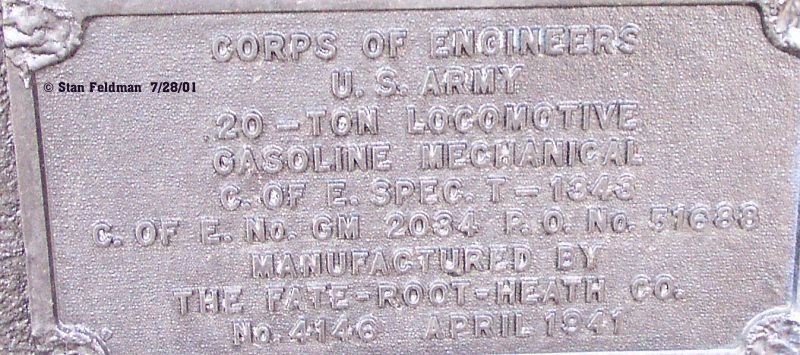 CORPS OF ENGINEERS
U.S. ARMY
© Stan Feldman 7/28/01
20-TON LOCOMOTIVE
GASOLINE MECHANICAL
C. OF E. SPEC. T-1343
C. OF E. No. GM 2034 P.O. No. 51688
MANUFACTURED BY
THE FATE-ROOT-HEATH CO.
No. 4146 APRIL 1941